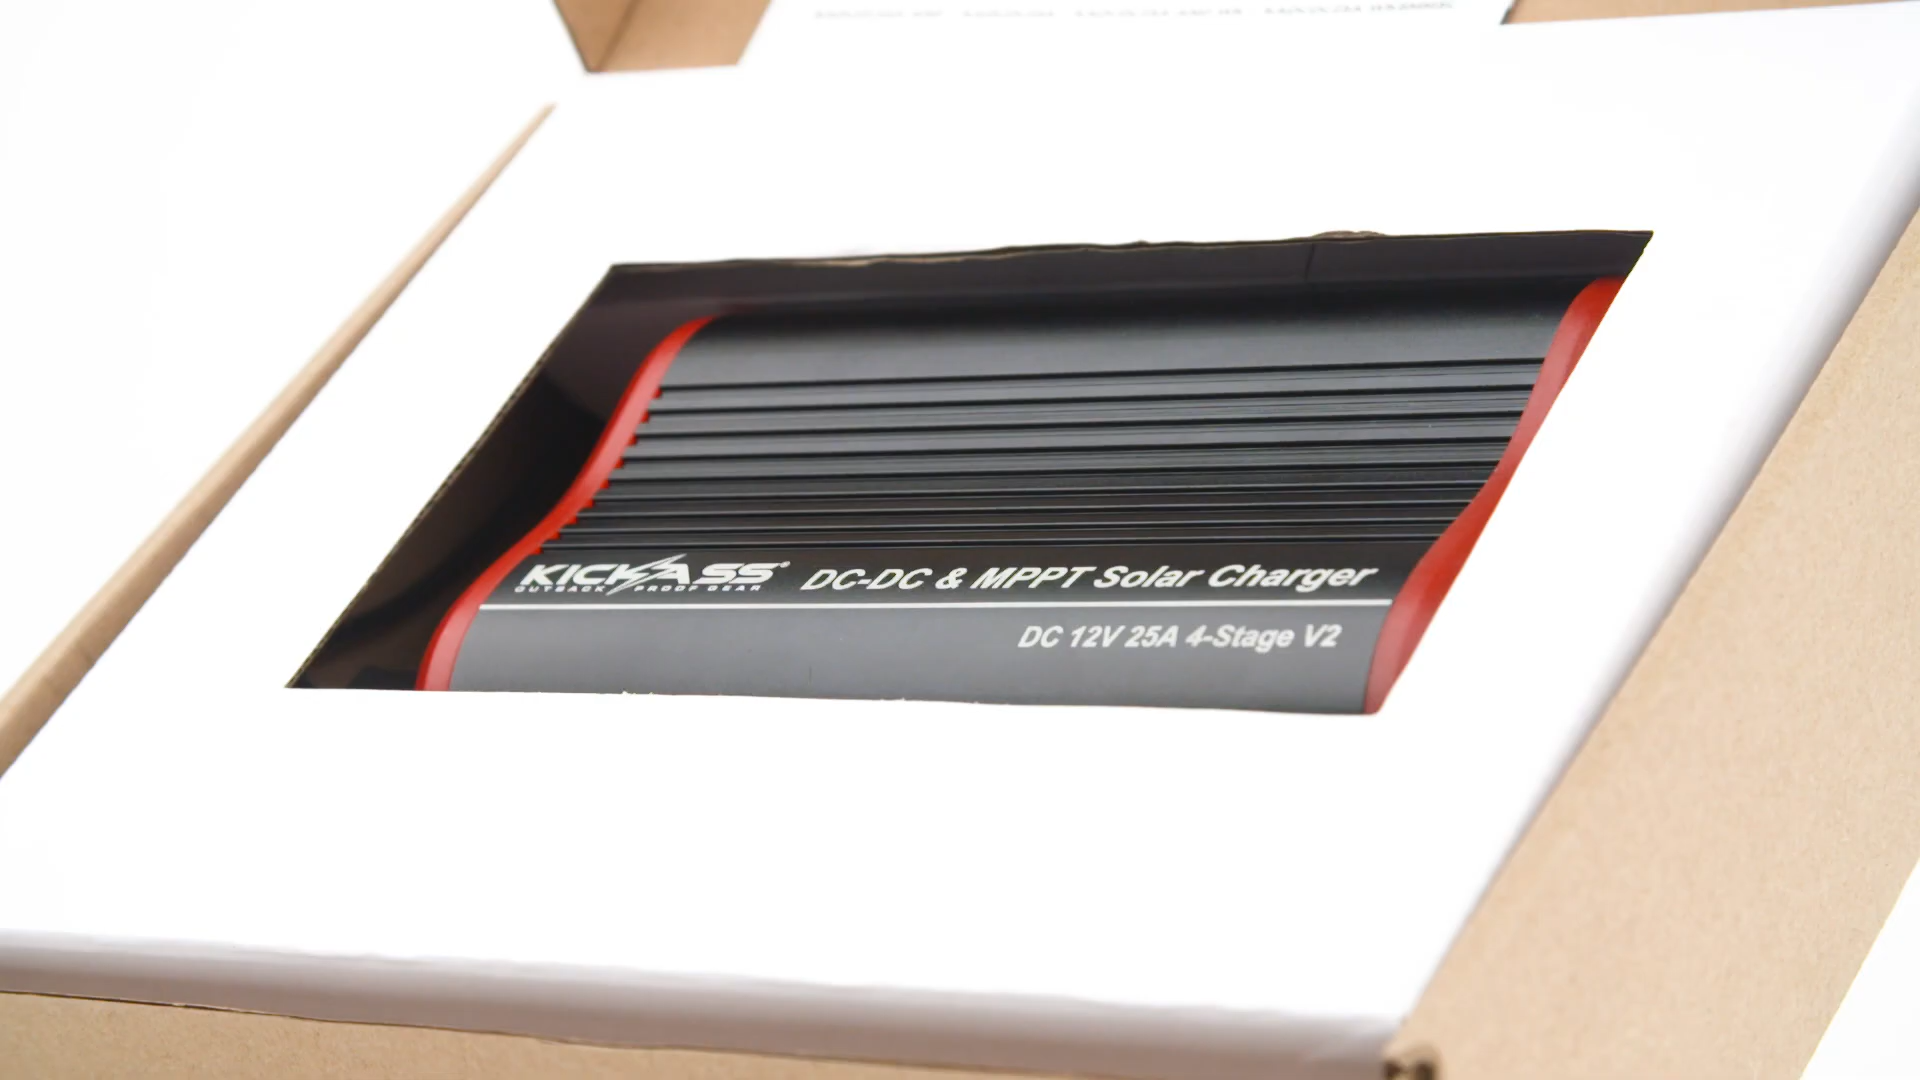 KICKASS® DC-DC & MPPT Solar Charger
OUTBACK PROOF GEAR
DC 12V 25A 4-Stage V2